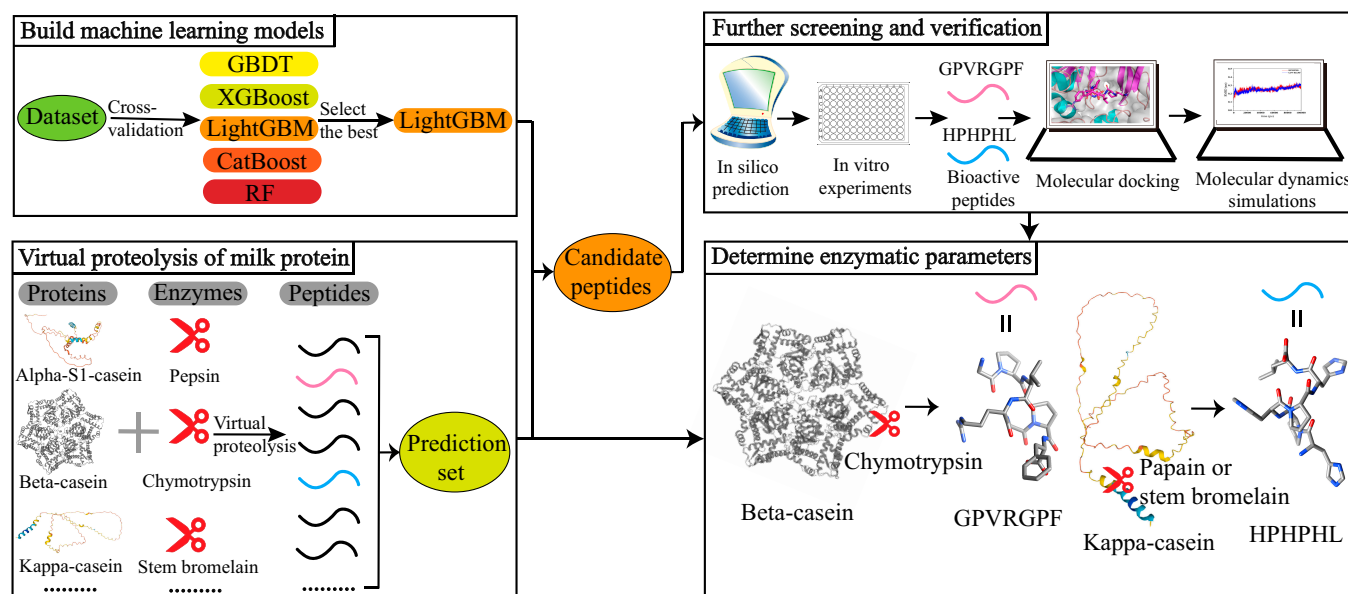 Build machine learning models
GBDT
XGBoost
LightGBM
CatBoost
RF
Dataset
Cross-
validation
Select
the best
LightGBM
Virtual proteolysis of milk protein
Proteins
Enzymes
Peptides
Alpha-S1-casein
Pepsin
Beta-casein
Chymotrypsin
Virtual
proteolysis
Kappa-casein
Stem bromelain
Prediction
set
Candidate
peptides
Further screening and verification
In silico
prediction
In vitro
experiments
GPVRGPF
HPHPHL
Bioactive
peptides
Molecular docking
Molecular dynamics
simulations
Determine enzymatic parameters
Beta-casein
Chymotrypsin
GPVRGPF
Kappa-casein
Papain or
stem bromelain
HPHPHL